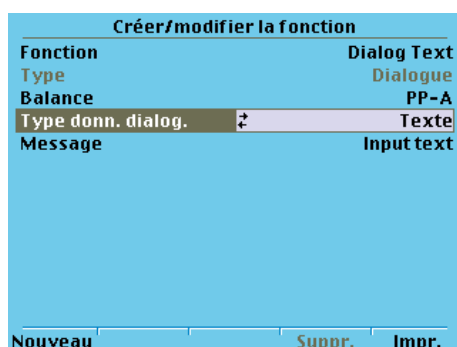 Créer/modifier la fonction
Fonction Dialog Text
Type Dialogue
Balance PP-A
Type donn. dialog. Texte
Message Input text
Nouveau Suppr. Impr.